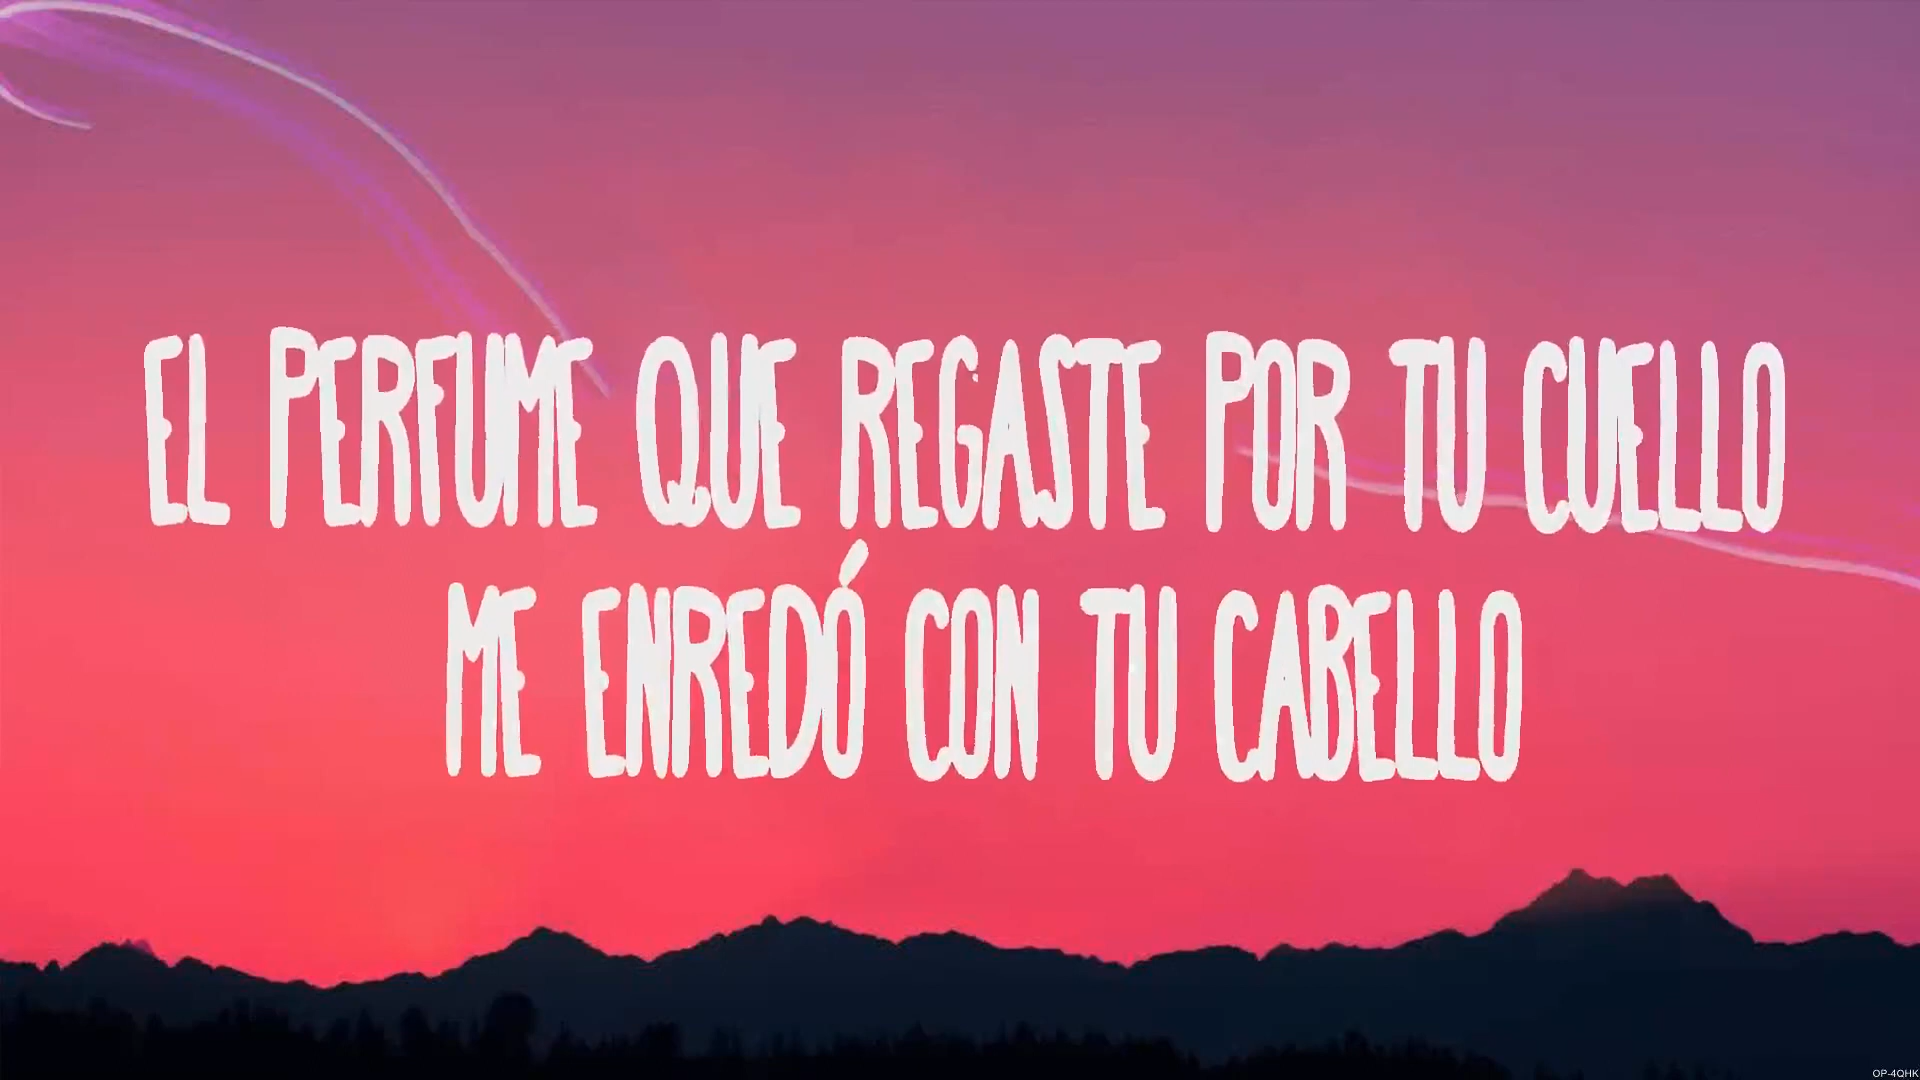 EL PERFUME QUE REGASTE POR TU CUELLO
ME ENREDÓ CON TU CABELLO
OP-4QHK